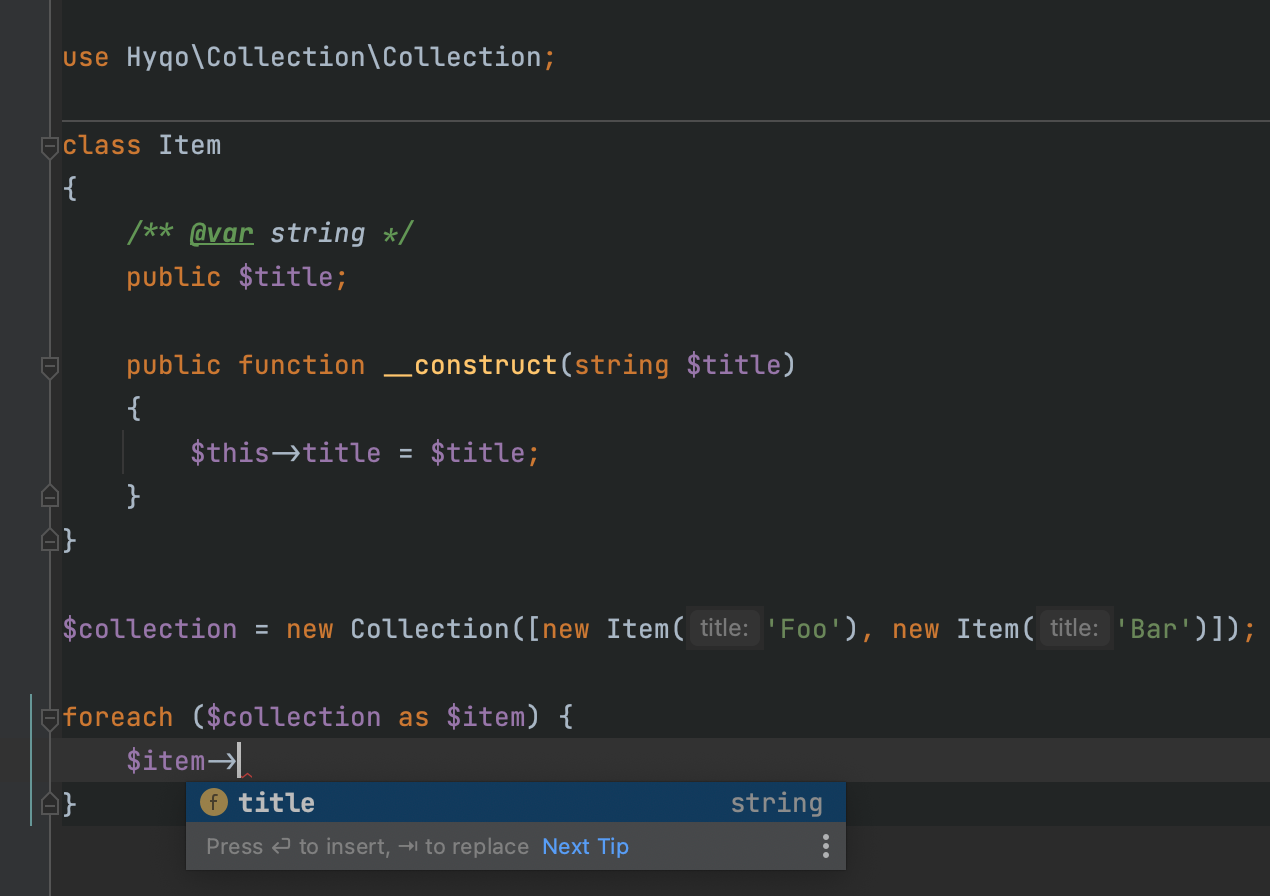 use Hyqo\Collection\Collection;
class Item
{
/** @var string */
public $title;
public function __construct(string $title)
{
$this->title = $title;
}
}
$collection = new Collection([new Item( title: 'Foo'), new Item( title: 'Bar')]);
foreach ($collection as $item) {
$item->
}
f title string
Press ⏎ to insert, ⇥ to replace Next Tip